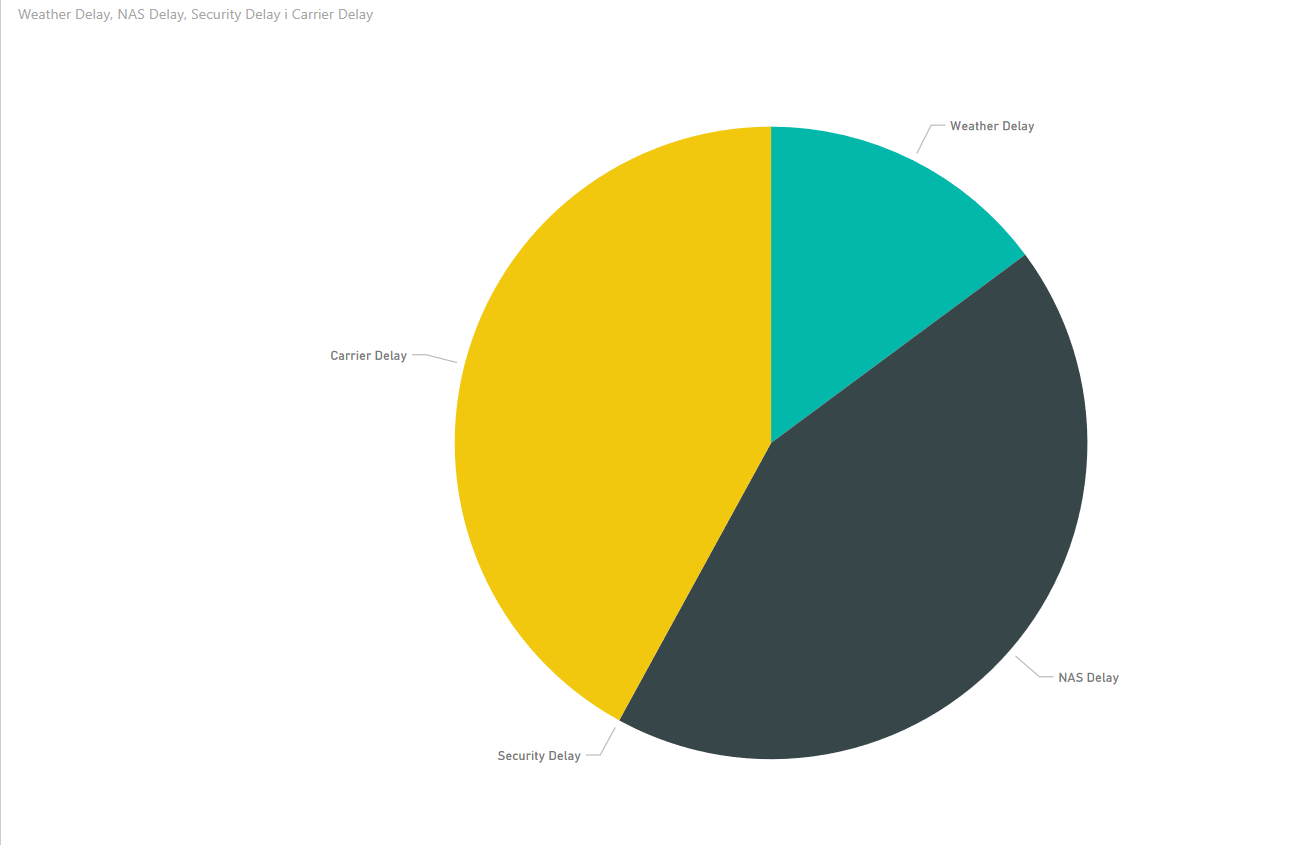 Weather Delay, NAS Delay, Security Delay i Carrier Delay
Weather Delay
Carrier Delay
NAS Delay
Security Delay